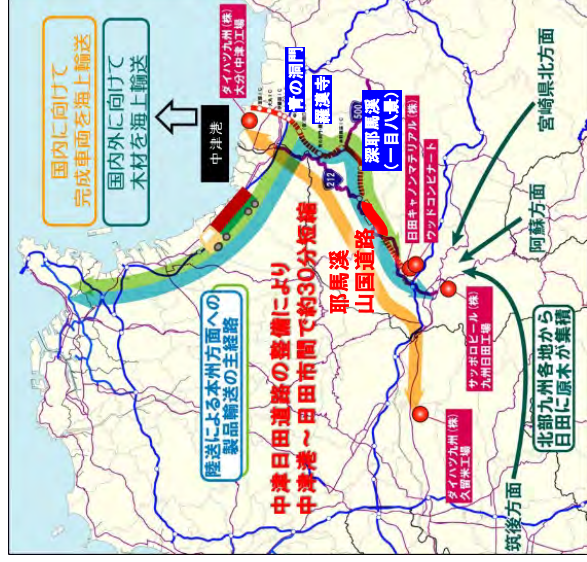 国内に向けて
完成車両を海上輸送
国内外に向けて
木材を海上輸送
中津港
ダイハツ九州(株)
大分(中津)工場
青の洞門
羅漢寺
212
500
深耶馬溪
(一目八景)
日田キヤノンマテリアル(株)
ウッドコンビナート
耶馬溪
山国道路
陸送による本州方面への
製品輸送の主経路
中津日田道路の整備により
中津港~日田市間で約30分短縮
サッポロビール(株)
九州日田工場
ダイハツ九州(株)
久留米工場
宮崎県北方面
阿蘇方面
筑後方面
北部九州各地から
日田に原木が集積